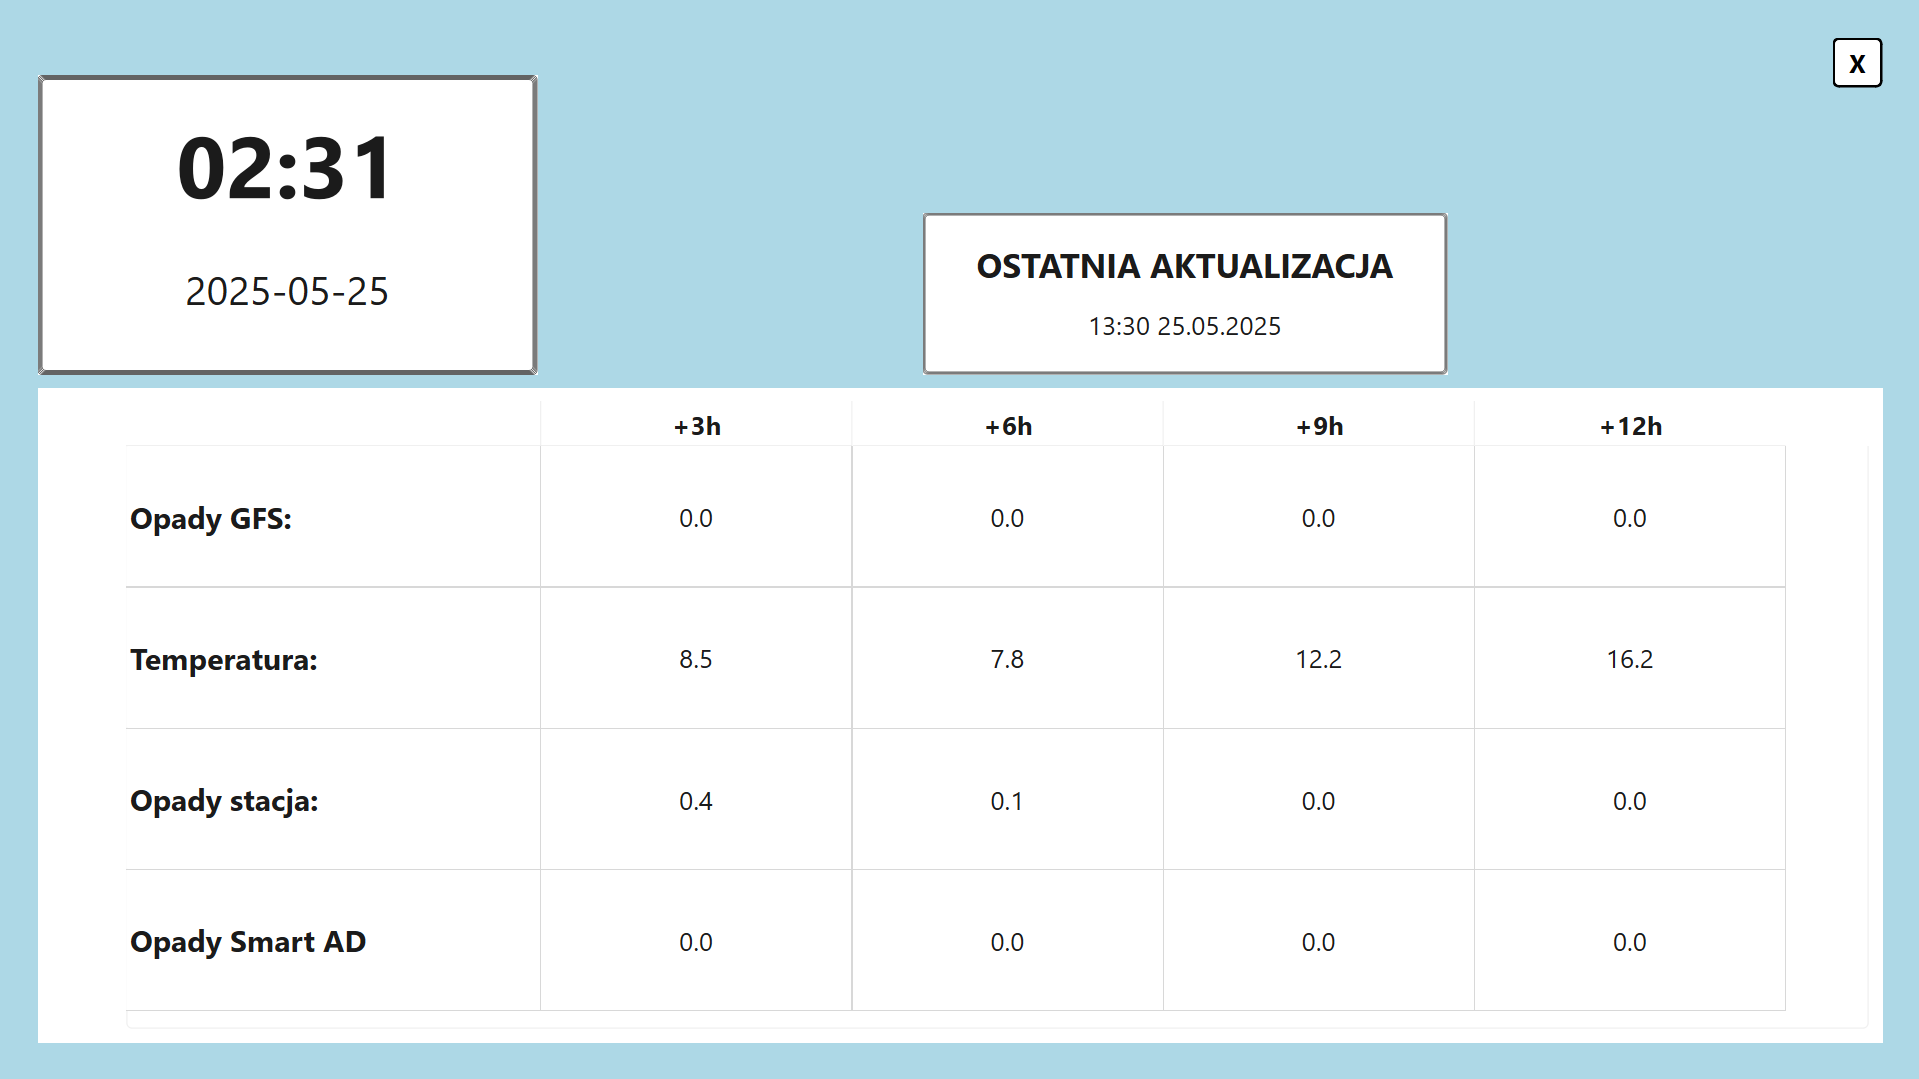 X
02:31
2025-05-25
OSTATNIA AKTUALIZACJA
13:30 25.05.2025
+3h +6h +9h +12h
Opady GFS: 0.0 0.0 0.0 0.0
Temperatura: 8.5 7.8 12.2 16.2
Opady stacja: 0.4 0.1 0.0 0.0
Opady Smart AD 0.0 0.0 0.0 0.0